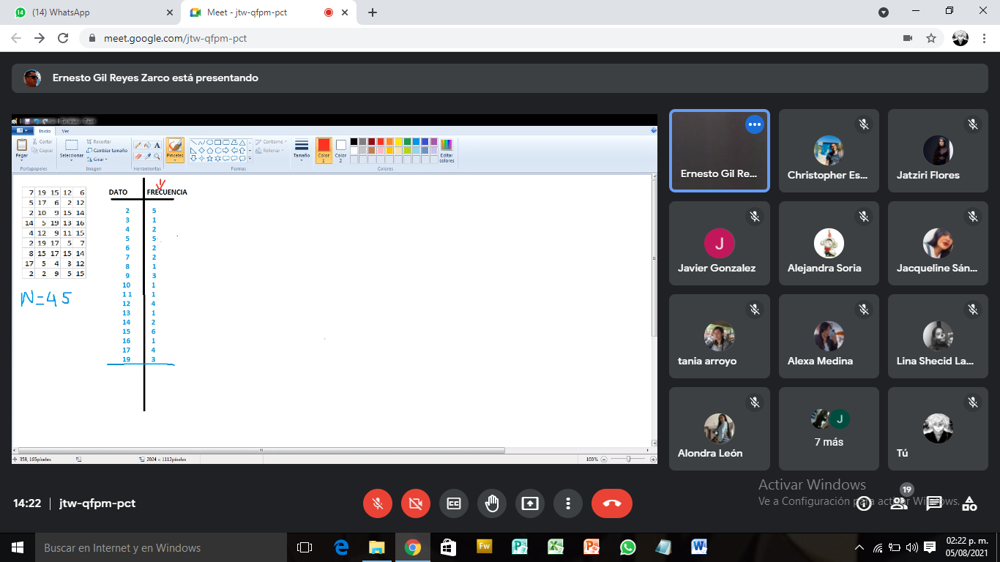 (14) WhatsApp
Meet - jtw-qfpm-pct
meet.google.com/jtw-qfpm-pct
Ernesto Gil Reyes Zarco está presentando
Inicio Ver
Pegar
Cortar
Copiar
Portapapeles
Seleccionar
Recortar
Cambiar tamaño
Girar
Imagen
Herramientas
Pinceles
Contorno
Rellenar
Formas
Tamaño
Color 1
Color 2
Editar colores
Colores
7 19 15 12 6
5 17 6 2 12
2 10 9 15 14
14 5 19 13 16
4 12 9 11 15
2 19 17 5 7
8 15 17 15 14
17 5 4 3 12
2 2 9 5 15
N=45
DATO FRECUENCIA
2 5
3 1
4 2
5 5
6 2
7 2
8 1
9 3
10 1
1 1 1
12 4
13 1
14 2
15 6
16 1
17 4
19 3
358, 165píxeles
2024 × 1112píxeles
100%
Ernesto Gil Re...
Christopher Es...
Jatziri Flores
J
Javier Gonzalez
Alejandra Soria
Jacqueline Sán...
tania arroyo
Alexa Medina
Lina Shecid La...
Alondra León
J
7 más
Tú
14:22 | jtw-qfpm-pct
19
Activar Windows
Ve a Configuración para activar Windows.
Buscar en Internet y en Windows
02:22 p. m.
05/08/2021